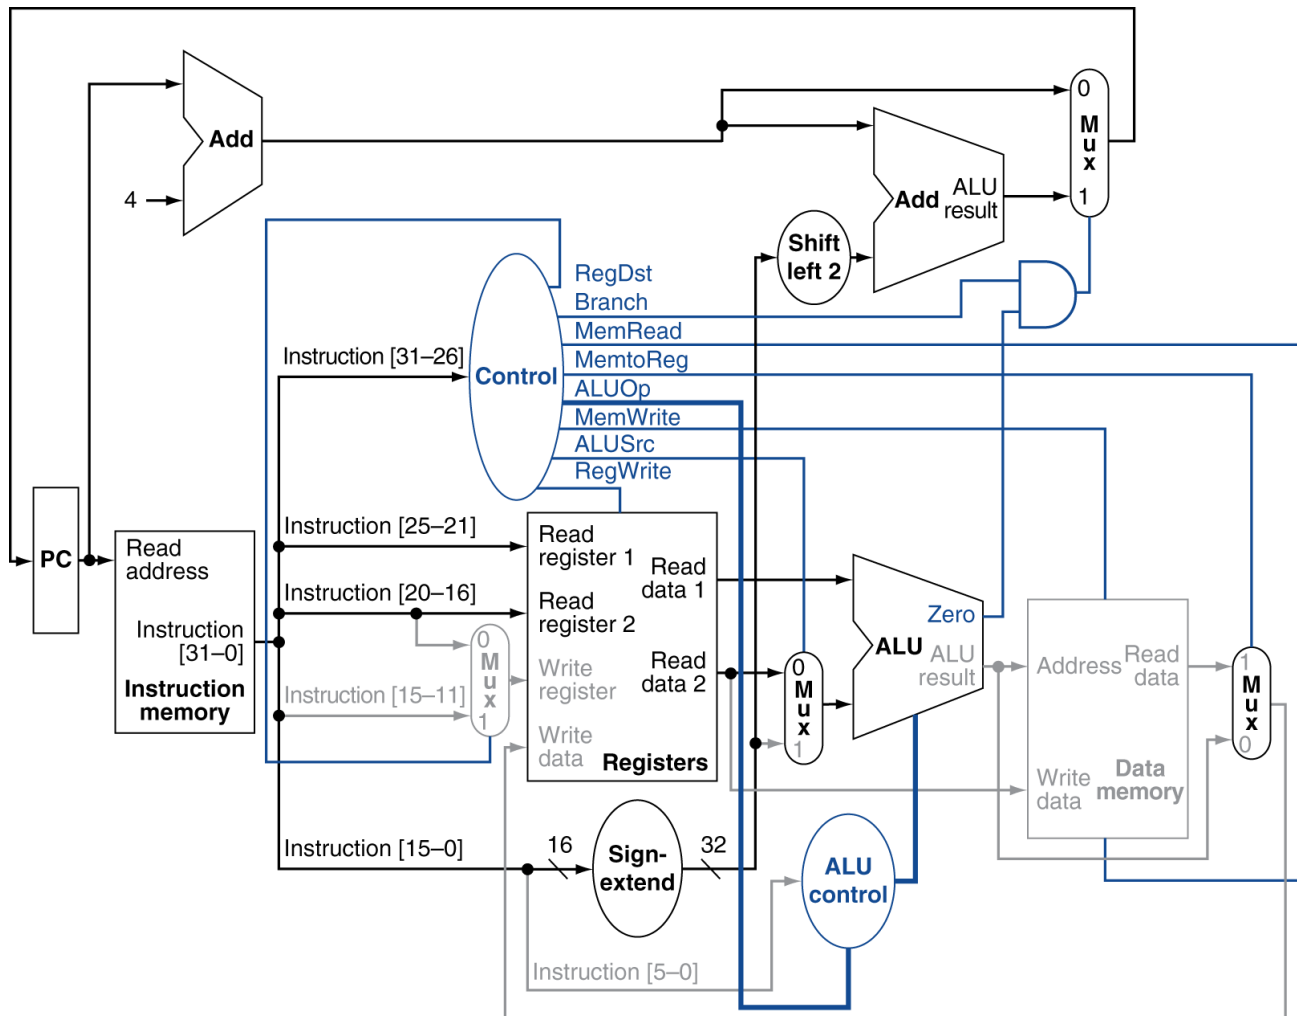 0
Mux
1
Add
4
Add
ALU
result
Shift
left 2
RegDst
Branch
MemRead
MemtoReg
ALUOp
MemWrite
ALUSrc
RegWrite
Control
Instruction [31–26]
Instruction [25–21]
Instruction [20–16]
Instruction [15–11]
Instruction [15–0]
Instruction [5–0]
PC
Read
address
Instruction
[31–0]
Instruction
memory
0
Mux
1
Read
register 1
Read
register 2
Write
register
Write
data
Read
data 1
Read
data 2
Registers
0
Mux
1
Zero
ALU
ALU
result
Address
Read
data
Write
data
Data
memory
1
Mux
0
16
Sign-
extend
32
ALU
control